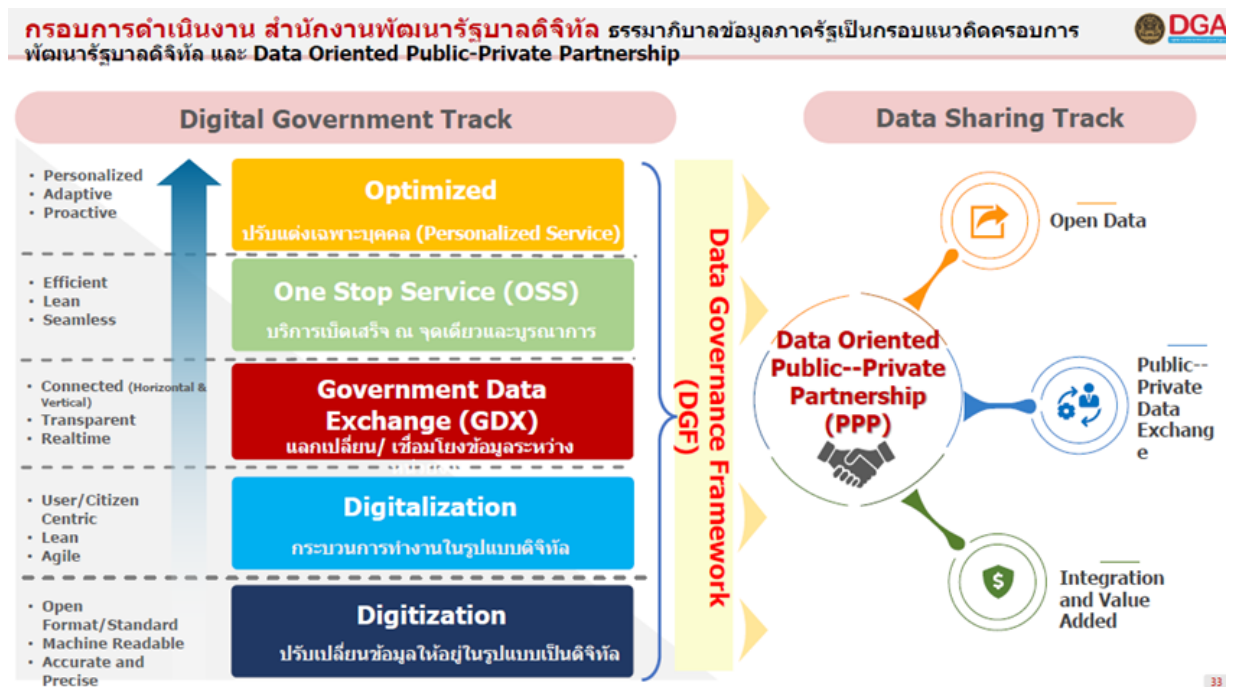 กรอบการดำเนินงาน สำนักงานพัฒนารัฐบาลดิจิทัล ธรรมาภิบาลข้อมูลภาครัฐเป็นกรอบแนวคิดครอบการ
พัฒนารัฐบาลดิจิทัล และ Data Oriented Public-Private Partnership
DGA
Digital Government Track
Data Sharing Track
• Personalized
• Adaptive
• Proactive
Optimized
ปรับแต่งเฉพาะบุคคล (Personalized Service)
• Efficient
• Lean
• Seamless
One Stop Service (OSS)
บริการเบ็ดเสร็จ ณ จุดเดียวและบูรณาการ
• Connected (Horizontal &
Vertical)
• Transparent
• Realtime
Government Data
Exchange (GDX)
แลกเปลี่ยน/ เชื่อมโยงข้อมูลระหว่าง
• User/Citizen
Centric
• Lean
• Agile
Digitalization
กระบวนการทำงานในรูปแบบดิจิทัล
• Open
Format/Standard
• Machine Readable
• Accurate and
Precise
Digitization
ปรับเปลี่ยนข้อมูลให้อยู่ในรูปแบบเป็นดิจิทัล
Data Governance Framework
(DGF)
Data Oriented
Public--Private
Partnership
(PPP)
Open Data
Public--
Private
Data
Exchang
e
Integration
and Value
Added
33